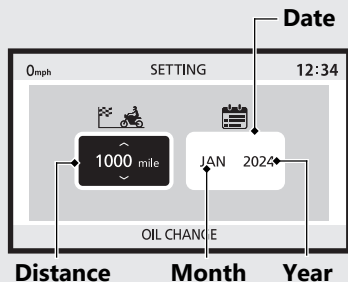 Date
0mph SETTING 12:34
1000 mile JAN 2024
OIL CHANGE
Distance Month Year